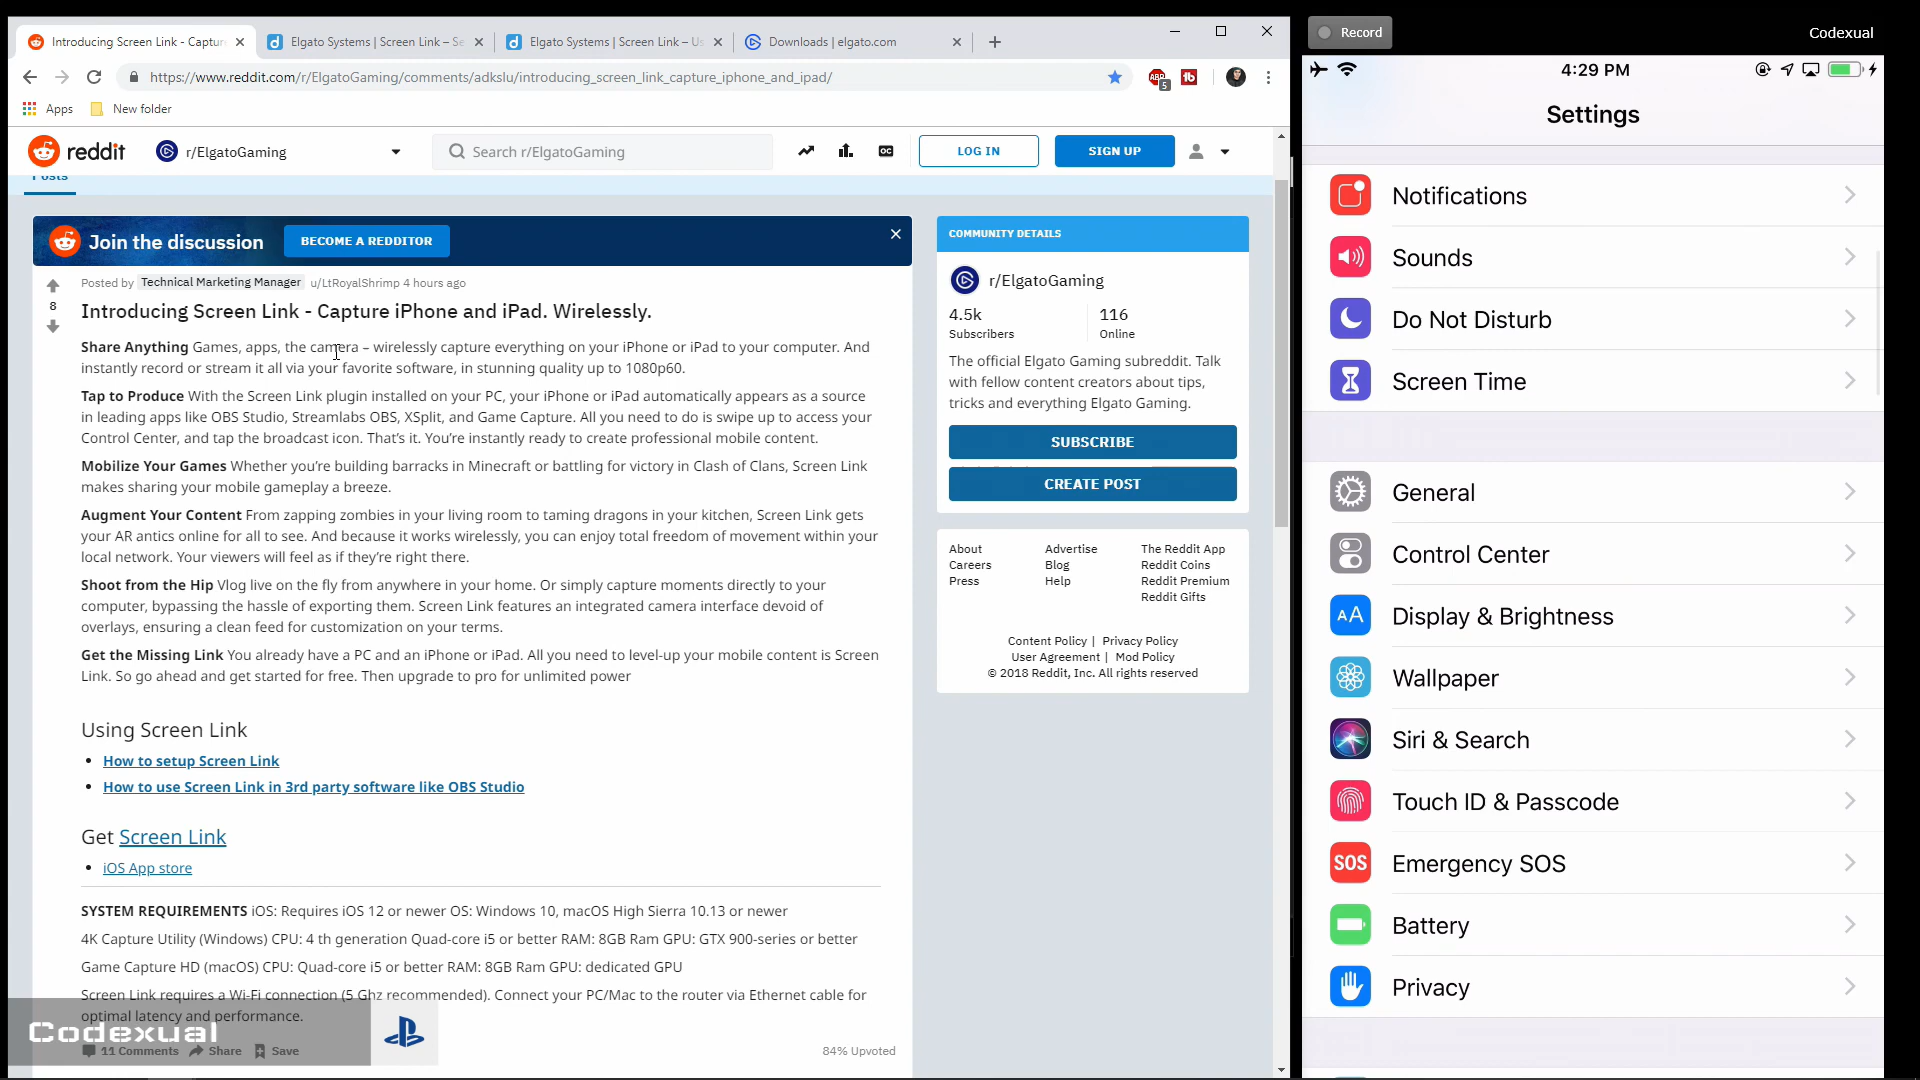 Introducing Screen Link - Captur
Elgato Systems | Screen Link – Se
Elgato Systems | Screen Link – Us
Downloads | elgato.com
https://www.reddit.com/r/ElgatoGaming/comments/adkslu/introducing_screen_link_capture_iphone_and_ipad/
ABP
5
tb
Apps
New folder
reddit
r/ElgatoGaming
Search r/ElgatoGaming
OC
LOG IN
SIGN UP
Posts
Join the discussion
BECOME A REDDITOR
Posted by Technical Marketing Manager u/LtRoyalShrimp 4 hours ago
8
Introducing Screen Link - Capture iPhone and iPad. Wirelessly.
Share Anything Games, apps, the camera – wirelessly capture everything on your iPhone or iPad to your computer. And
instantly record or stream it all via your favorite software, in stunning quality up to 1080p60.
Tap to Produce With the Screen Link plugin installed on your PC, your iPhone or iPad automatically appears as a source
in leading apps like OBS Studio, Streamlabs OBS, XSplit, and Game Capture. All you need to do is swipe up to access your
Control Center, and tap the broadcast icon. That's it. You're instantly ready to create professional mobile content.
Mobilize Your Games Whether you're building barracks in Minecraft or battling for victory in Clash of Clans, Screen Link
makes sharing your mobile gameplay a breeze.
Augment Your Content From zapping zombies in your living room to taming dragons in your kitchen, Screen Link gets
your AR antics online for all to see. And because it works wirelessly, you can enjoy total freedom of movement within your
local network. Your viewers will feel as if they're right there.
Shoot from the Hip Vlog live on the fly from anywhere in your home. Or simply capture moments directly to your
computer, bypassing the hassle of exporting them. Screen Link features an integrated camera interface devoid of
overlays, ensuring a clean feed for customization on your terms.
Get the Missing Link You already have a PC and an iPhone or iPad. All you need to level-up your mobile content is Screen
Link. So go ahead and get started for free. Then upgrade to pro for unlimited power
Using Screen Link
How to setup Screen Link
How to use Screen Link in 3rd party software like OBS Studio
Get Screen Link
iOS App store
SYSTEM REQUIREMENTS iOS: Requires iOS 12 or newer OS: Windows 10, macOS High Sierra 10.13 or newer
4K Capture Utility (Windows) CPU: 4 th generation Quad-core i5 or better RAM: 8GB Ram GPU: GTX 900-series or better
Game Capture HD (macOS) CPU: Quad-core i5 or better RAM: 8GB Ram GPU: dedicated GPU
Screen Link requires a Wi-Fi connection (5 Ghz recommended). Connect your PC/Mac to the router via Ethernet cable for
optimal latency and performance.
Codexual
11 Comments Share Save
84% Upvoted
COMMUNITY DETAILS
r/ElgatoGaming
4.5k
Subscribers
116
Online
The official Elgato Gaming subreddit. Talk
with fellow content creators about tips,
tricks and everything Elgato Gaming.
SUBSCRIBE
CREATE POST
About
Careers
Press
Advertise
Blog
Help
The Reddit App
Reddit Coins
Reddit Premium
Reddit Gifts
Content Policy | Privacy Policy
User Agreement | Mod Policy
© 2018 Reddit, Inc. All rights reserved
Record
Codexual
4:29 PM
Settings
Notifications
Sounds
Do Not Disturb
Screen Time
General
Control Center
AA Display & Brightness
Wallpaper
Siri & Search
Touch ID & Passcode
SOS Emergency SOS
Battery
Privacy